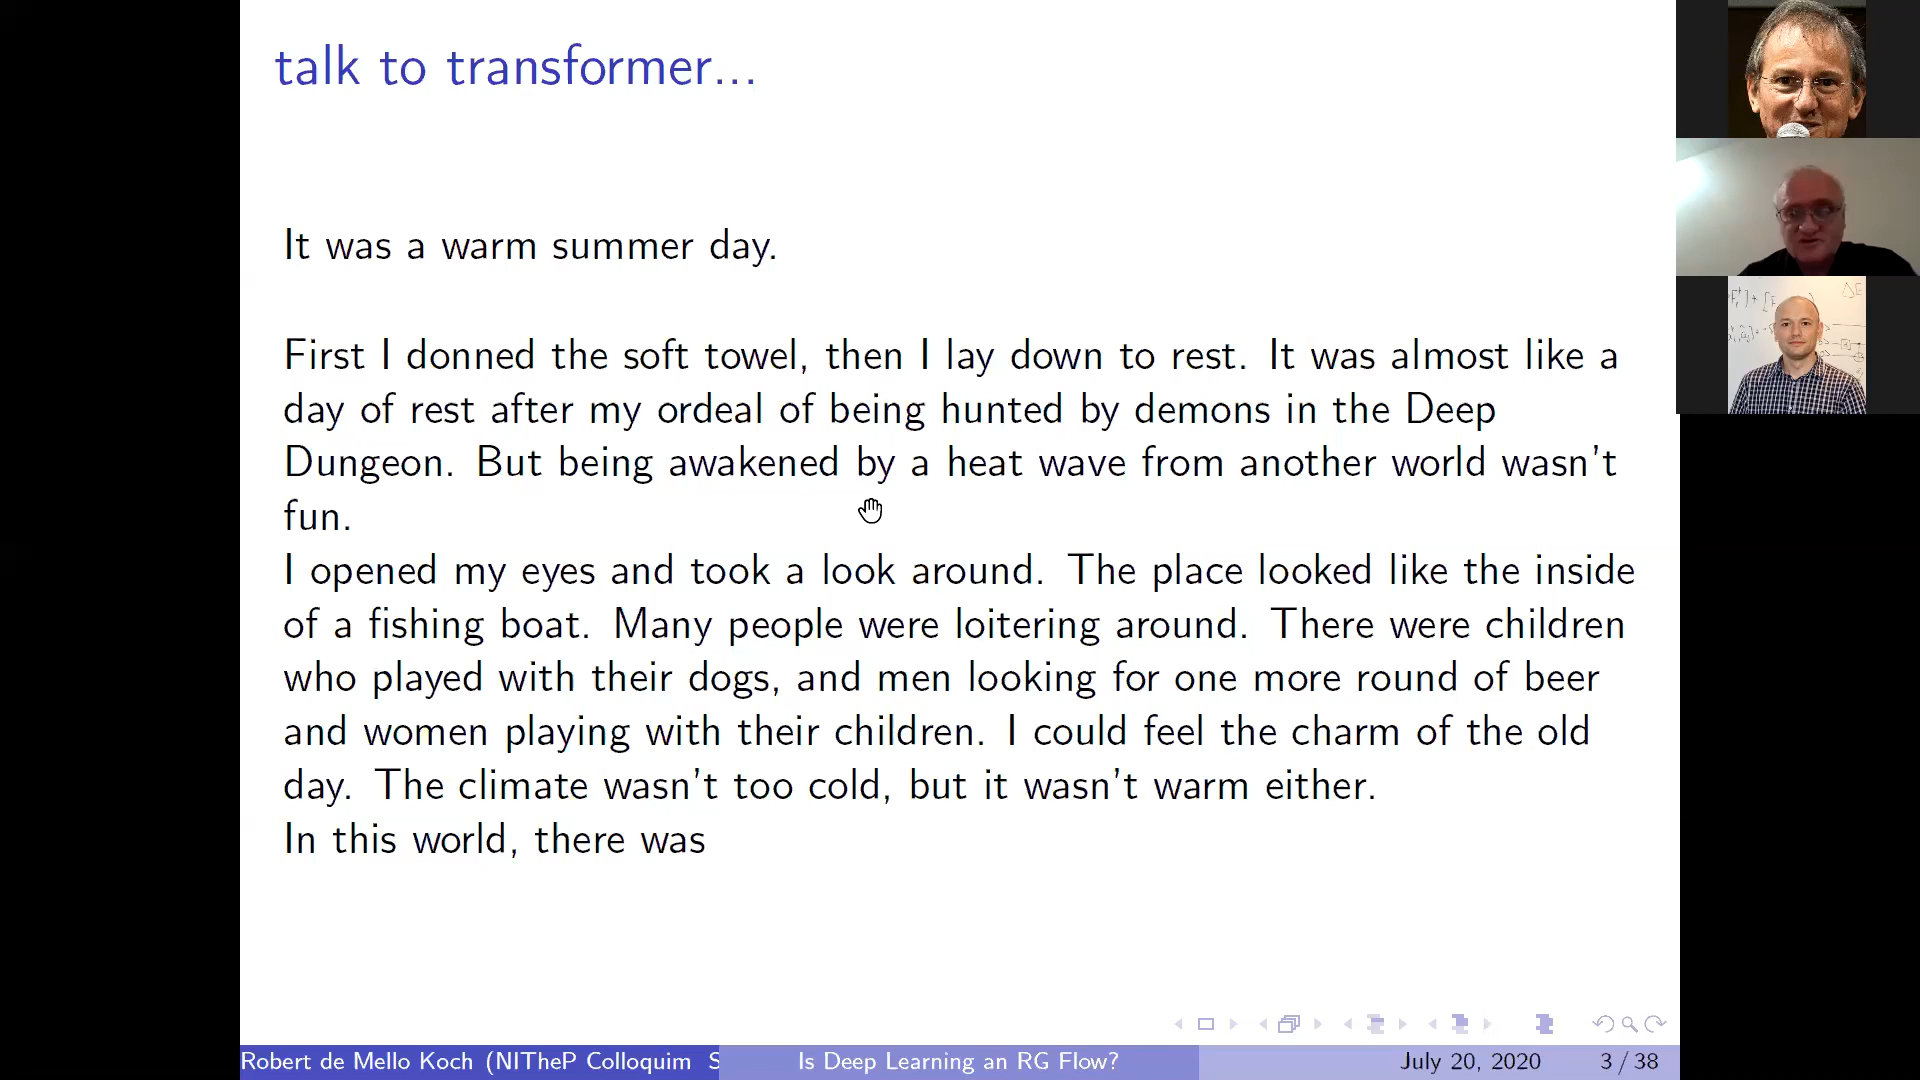 talk to transformer...
It was a warm summer day.
First I donned the soft towel, then I lay down to rest. It was almost like a
day of rest after my ordeal of being hunted by demons in the Deep
Dungeon. But being awakened by a heat wave from another world wasn't
fun.
I opened my eyes and took a look around. The place looked like the inside
of a fishing boat. Many people were loitering around. There were children
who played with their dogs, and men looking for one more round of beer
and women playing with their children. I could feel the charm of the old
day. The climate wasn't too cold, but it wasn't warm either.
In this world, there was
Robert de Mello Koch (NITheP Colloquim S
Is Deep Learning an RG Flow?
July 20, 2020
3 / 38